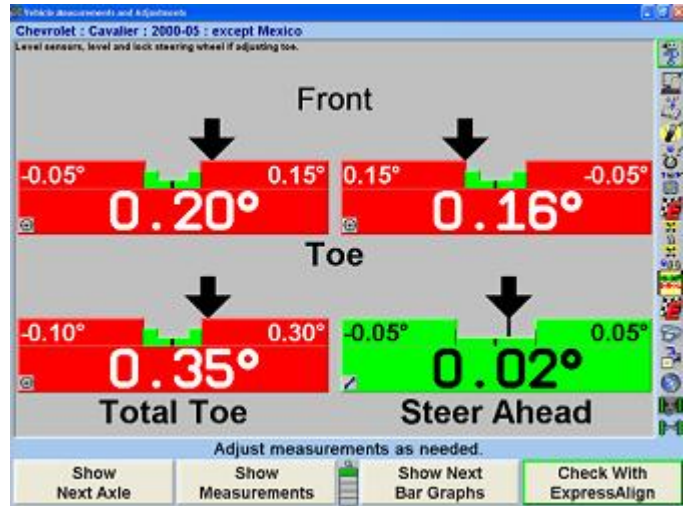 Vehicle Measurements and Adjustments
Chevrolet : Cavalier : 2000-05 : except Mexico
Level sensors, level and lock steering wheel if adjusting toe.
Front
-0.05° 0.15° 0.15° -0.05°
0.20° 0.16°
Toe
-0.10° 0.30° -0.05° 0.05°
0.35° 0.02°
Total Toe Steer Ahead
Adjust measurements as needed.
Show Show Show Next Check With
Next Axle Measurements Bar Graphs ExpressAlign